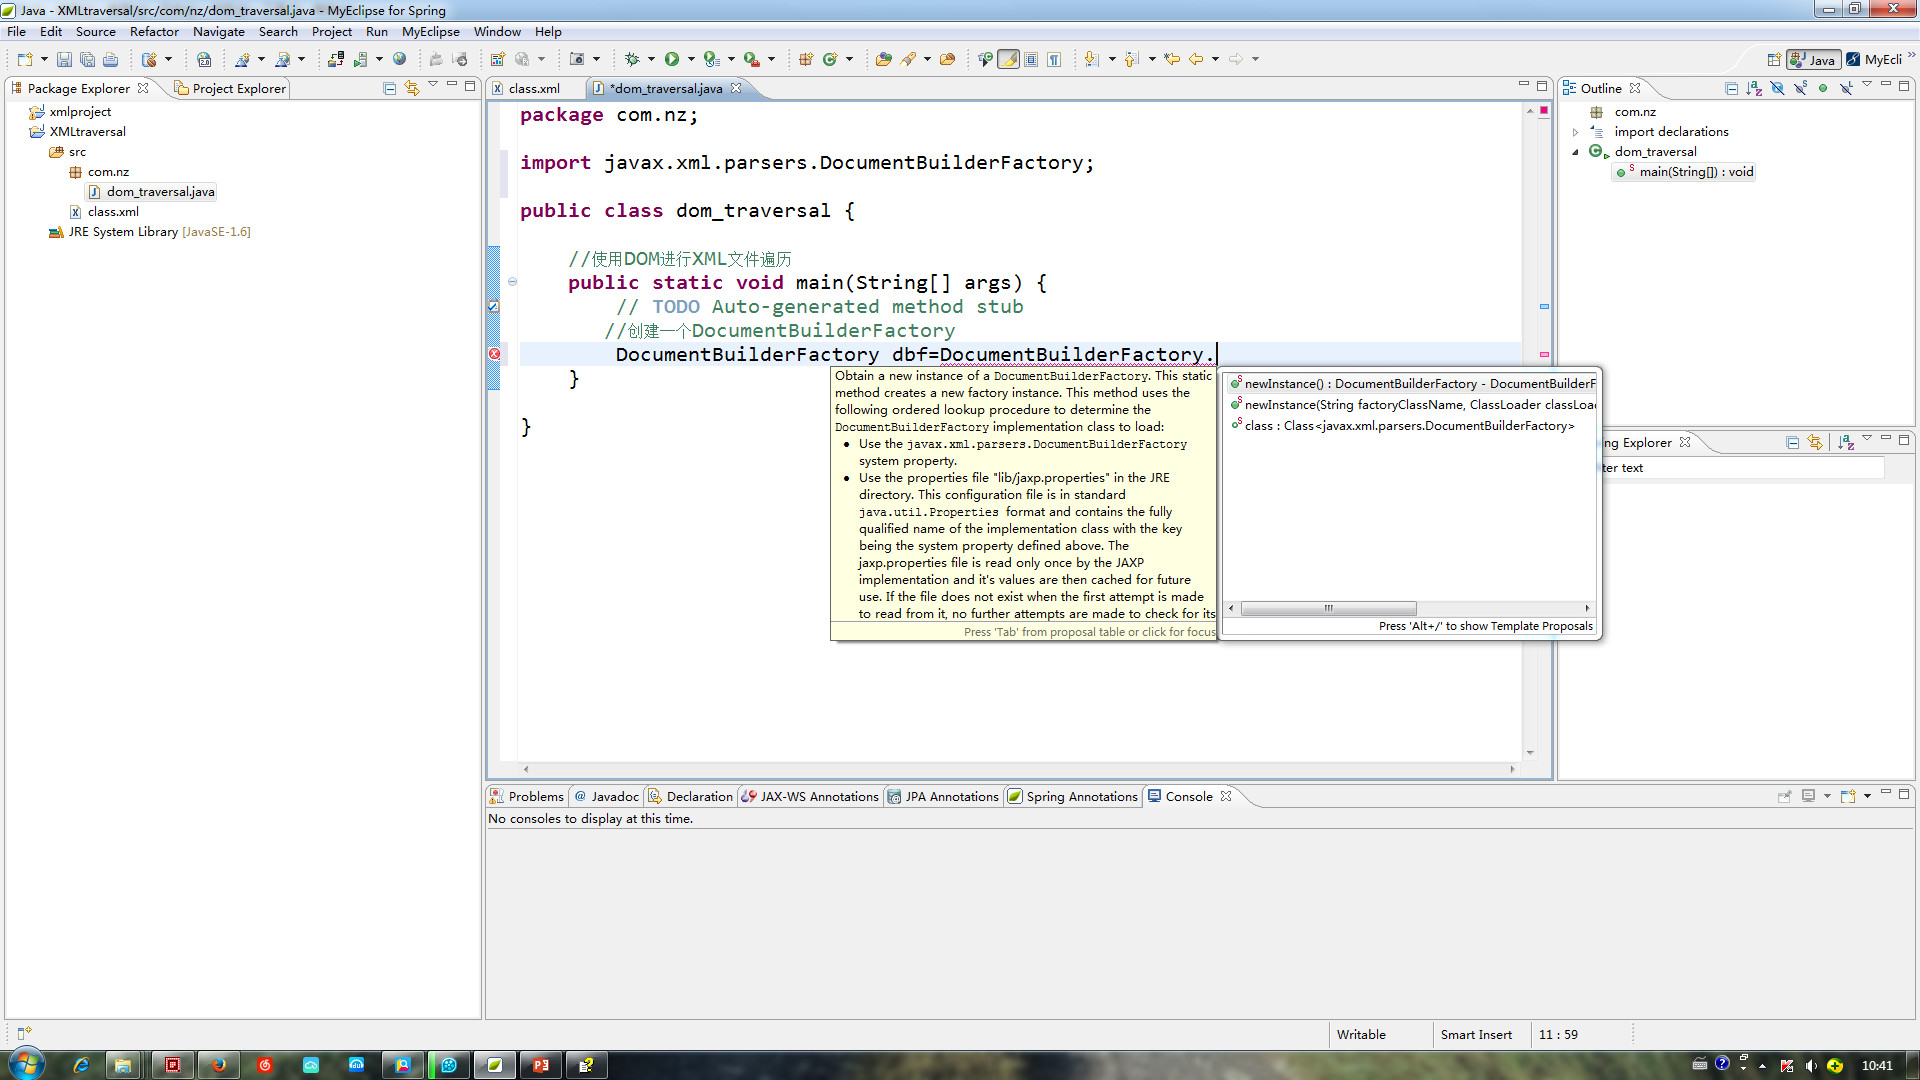 Java - XMLtraversal/src/com/nz/dom_traversal.java - MyEclipse for Spring
File Edit Source Refactor Navigate Search Project Run MyEclipse Window Help
Java MyEcli
Package Explorer Project Explorer
xmlproject
XMLtraversal
src
com.nz
dom_traversal.java
class.xml
JRE System Library [JavaSE-1.6]
class.xml *dom_traversal.java
package com.nz;
import javax.xml.parsers.DocumentBuilderFactory;
public class dom_traversal {
//使用DOM进行XML文件遍历
public static void main(String[] args) {
// TODO Auto-generated method stub
//创建一个DocumentBuilderFactory
DocumentBuilderFactory dbf=DocumentBuilderFactory.
}
}
Obtain a new instance of a DocumentBuilderFactory. This static
method creates a new factory instance. This method uses the
following ordered lookup procedure to determine the
DocumentBuilderFactory implementation class to load:
● Use the javax.xml.parsers.DocumentBuilderFactory
system property.
● Use the properties file "lib/jaxp.properties" in the JRE
directory. This configuration file is in standard
java.util.Properties format and contains the fully
qualified name of the implementation class with the key
being the system property defined above. The
jaxp.properties file is read only once by the JAXP
implementation and it's values are then cached for future
use. If the file does not exist when the first attempt is made
to read from it, no further attempts are made to check for its
Press 'Tab' from proposal table or click for focus
newInstance() : DocumentBuilderFactory - DocumentBuilderF
newInstance(String factoryClassName, ClassLoader classLoa
class : Class<javax.xml.parsers.DocumentBuilderFactory>
Press 'Alt+/' to show Template Proposals
Outline
com.nz
import declarations
dom_traversal
main(String[]) : void
ng Explorer
ter text
Problems @ Javadoc Declaration JAX-WS Annotations JPA Annotations Spring Annotations Console
No consoles to display at this time.
Writable Smart Insert 11 : 59
10:41